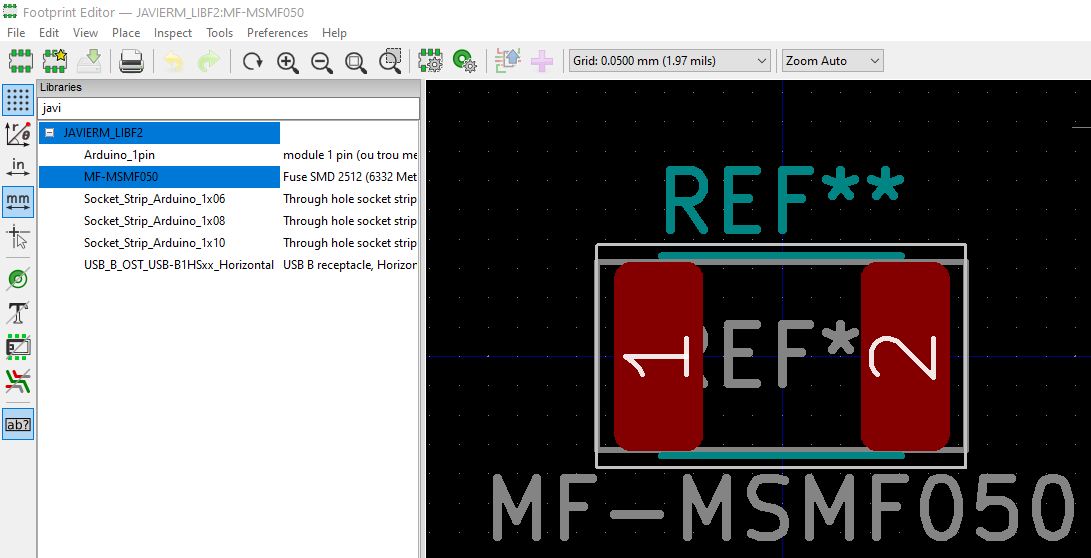 Footprint Editor — JAVIERM_LIBF2:MF-MSMF050
File Edit View Place Inspect Tools Preferences Help
Grid: 0.0500 mm (1.97 mils) Zoom Auto
Libraries
javi
JAVIERM_LIBF2
Arduino_1pin module 1 pin (ou trou me
MF-MSMF050 Fuse SMD 2512 (6332 Met
Socket_Strip_Arduino_1x06 Through hole socket strip
Socket_Strip_Arduino_1x08 Through hole socket strip
Socket_Strip_Arduino_1x10 Through hole socket strip
USB_B_OST_USB-B1HSxx_Horizontal USB B receptacle, Horizon
in
mm
T
ab?
REF**
1 REF* 2
MF-MSMF050